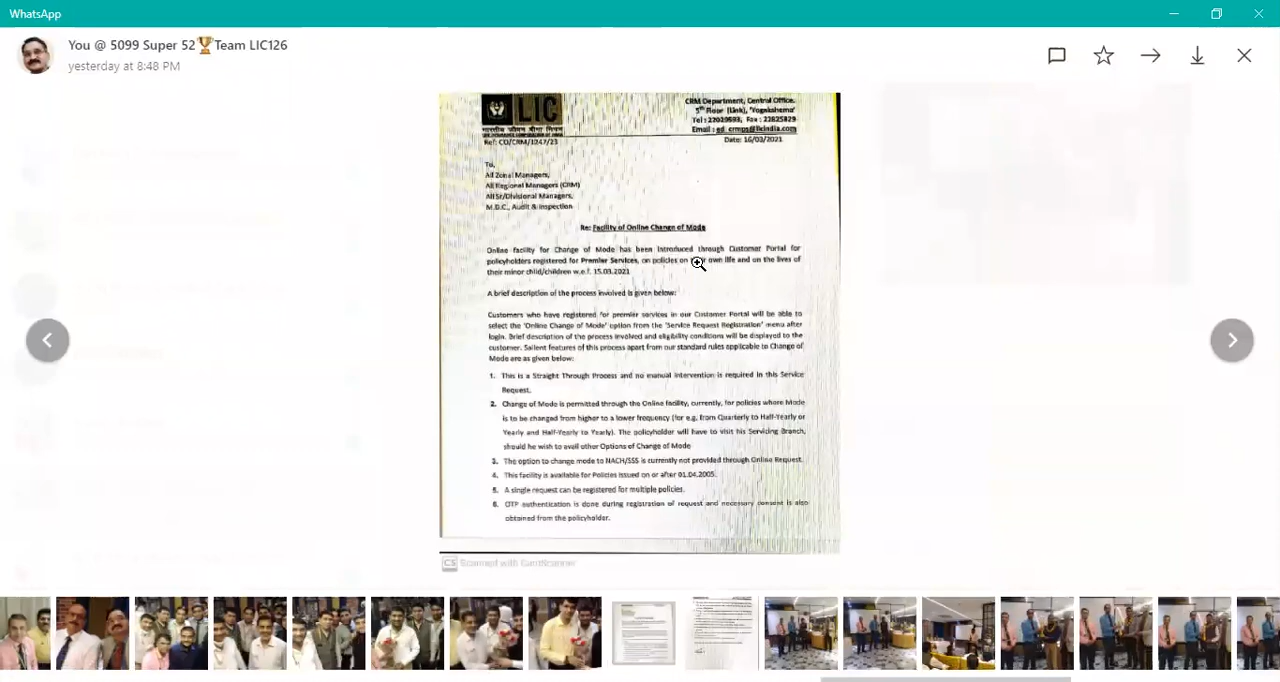 WhatsApp
You @ 5099 Super 52🏆Team LIC126
yesterday at 8:48 PM
LIC
भारतीय जीवन बीमा निगम
LIFE INSURANCE CORPORATION OF INDIA
CRM Department, Central Office,
5th Floor (Link), 'Yogakshema'
Tel : 22029593, Fax : 22825829
Email : ed_crmps@licindia.com
Ref: CO/CRM/1247/23
Date: 16/03/2021
To,
All Zonal Managers,
All Regional Managers (CRM)
All Sr/Divisional Managers,
M.D.C., Audit & Inspection
Re: Facility of Online Change of Mode
Online facility for Change of Mode has been introduced through Customer Portal for
policyholders registered for Premier Services, on policies on own life and on the lives of
their minor child/children w.e.f. 15.03.2021
A brief description of the process involved is given below:
Customers who have registered for premier services in our Customer Portal will be able to
select the 'Online Change of Mode' option from the 'Service Request Registration' menu after
login. Brief description of the process involved and eligibility conditions will be displayed to the
customer. Salient features of this process apart from our standard rules applicable to Change of
Mode are as given below:
1. This is a Straight Through Process and no manual intervention is required in this Service
Request.
2. Change of Mode is permitted through the Online facility, currently, for policies where Mode
is to be changed from higher to a lower frequency (for e.g. from Quarterly to Half-Yearly or
Yearly and Half-Yearly to Yearly). The policyholder will have to visit his Servicing Branch,
should he wish to avail other Options of Change of Mode
3. The option to change mode to NACH/SSS is currently not provided through Online Request.
4. This facility is available for Policies issued on or after 01.04.2005.
5. A single request can be registered for multiple policies.
6. OTP authentication is done during registration of request and necessary consent is also
obtained from the policyholder.
CS Scanned with CamScanner